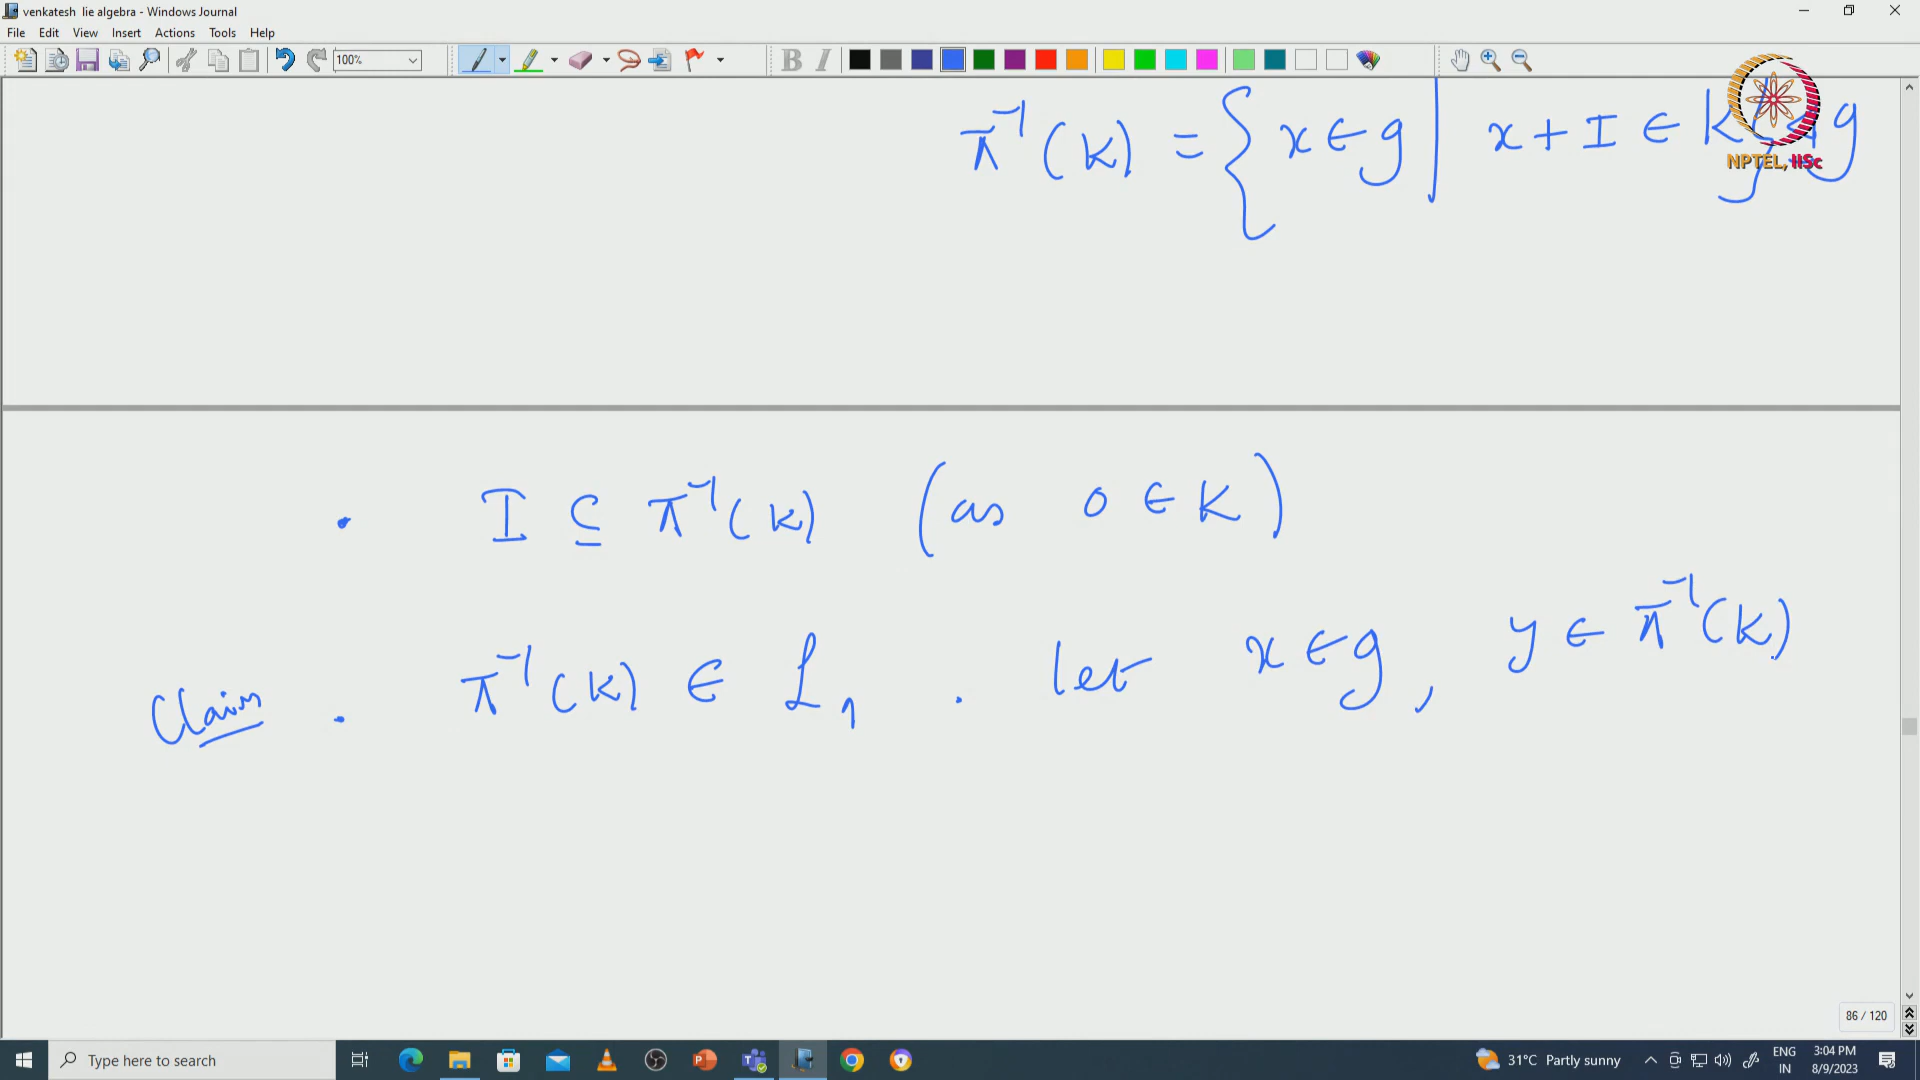 venkatesh lie algebra - Windows Journal
File Edit View Insert Actions Tools Help
100%
B I
π⁻¹(K) = { x ∈ g | x + I ∈ K } g
NPTEL, IISc
• I ⊆ π⁻¹(K) (as 0 ∈ K)
Claim • π⁻¹(K) ∈ L₁ . let x ∈ g, y ∈ π⁻¹(K)
86 / 120
Type here to search
31°C Partly sunny
ENG
IN
3:04 PM
8/9/2023